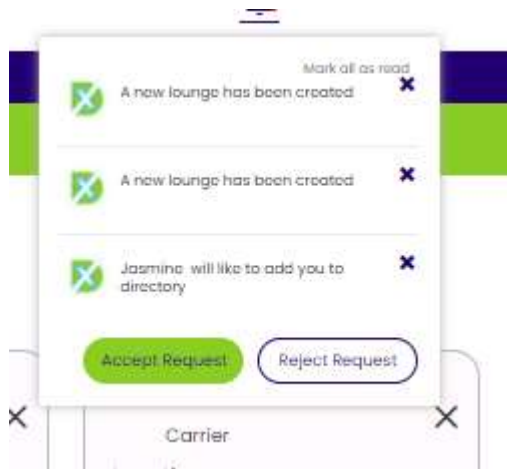 Mark all as read
A new lounge has been created
A new lounge has been created
Jasmine will like to add you to
directory
Accept Request
Reject Request
Carrier